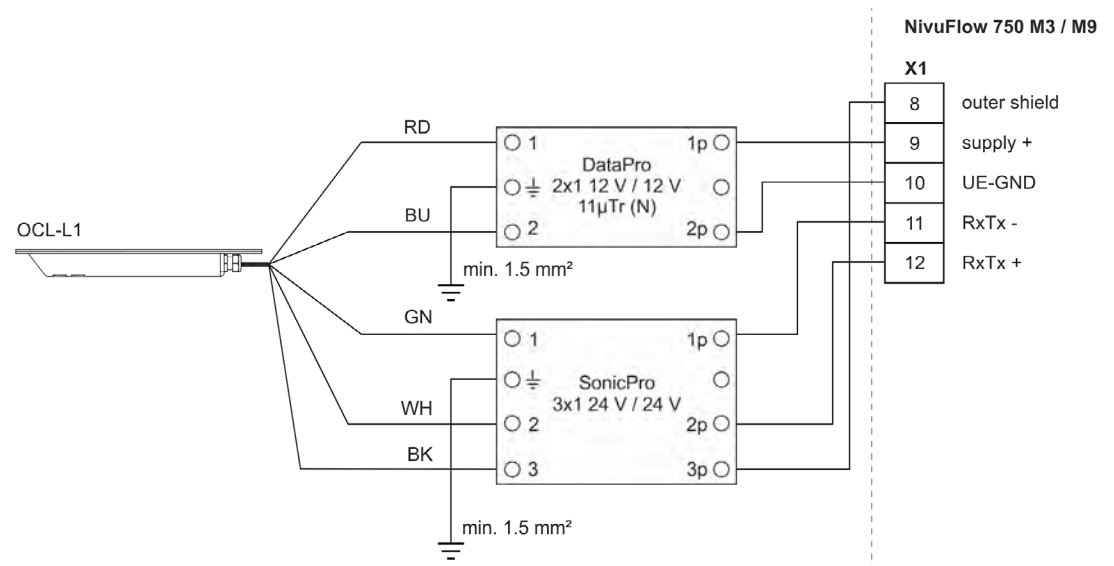 NivuFlow 750 M3 / M9
X1
8 outer shield
9 supply +
10 UE-GND
11 RxTx -
12 RxTx +
OCL-L1
RD
BU
GN
WH
BK
1 1p
DataPro
2x1 12 V / 12 V
11µTr (N)
2 2p
min. 1.5 mm²
1 1p
SonicPro
3x1 24 V / 24 V
2 2p
3 3p
min. 1.5 mm²